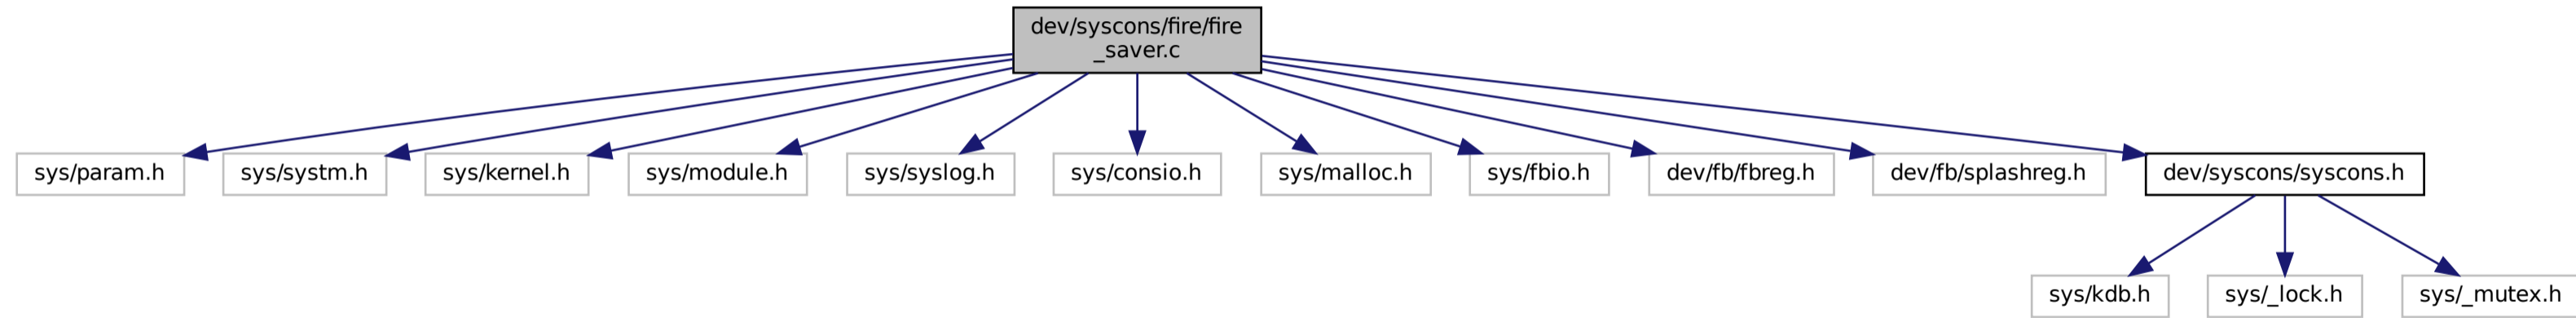 dev/syscons/fire/fire
_saver.c
sys/param.h
sys/systm.h
sys/kernel.h
sys/module.h
sys/syslog.h
sys/consio.h
sys/malloc.h
sys/fbio.h
dev/fb/fbreg.h
dev/fb/splashreg.h
dev/syscons/syscons.h
sys/kdb.h
sys/_lock.h
sys/_mutex.h